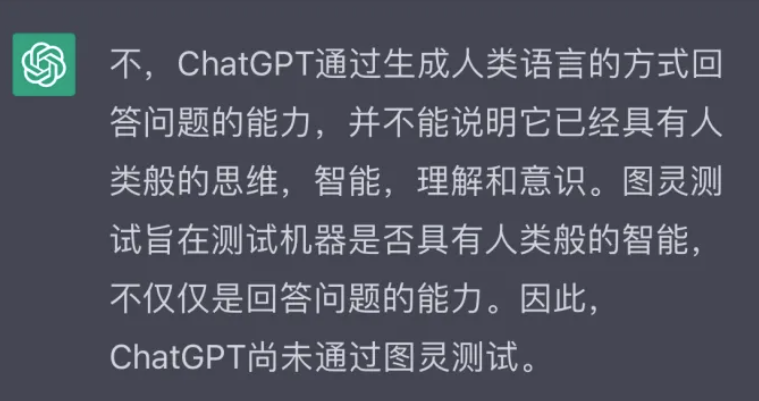 不，ChatGPT通过生成人类语言的方式回
答问题的能力，并不能说明它已经具有人
类般的思维，智能，理解和意识。图灵测
试旨在测试机器是否具有人类般的智能，
不仅仅是回答问题的能力。因此，
ChatGPT尚未通过图灵测试。